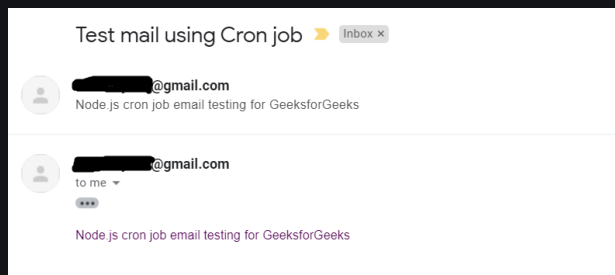 Test mail using Cron job Inbox ×
@gmail.com
Node.js cron job email testing for GeeksforGeeks
@gmail.com
to me
Node.js cron job email testing for GeeksforGeeks